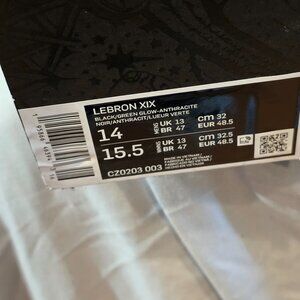 LEBRON XIX
BLACK/GREEN GLOW-ANTHRACITE
NOIR/ANTHRACIT/LUEUR VERTE
14 UK 13 cm 32
BR 47 EUR 48.5
15.5 UK 13 cm 32.5
BR 47 EUR 48.5
CZ0203 003
MADE IN VIETNAM